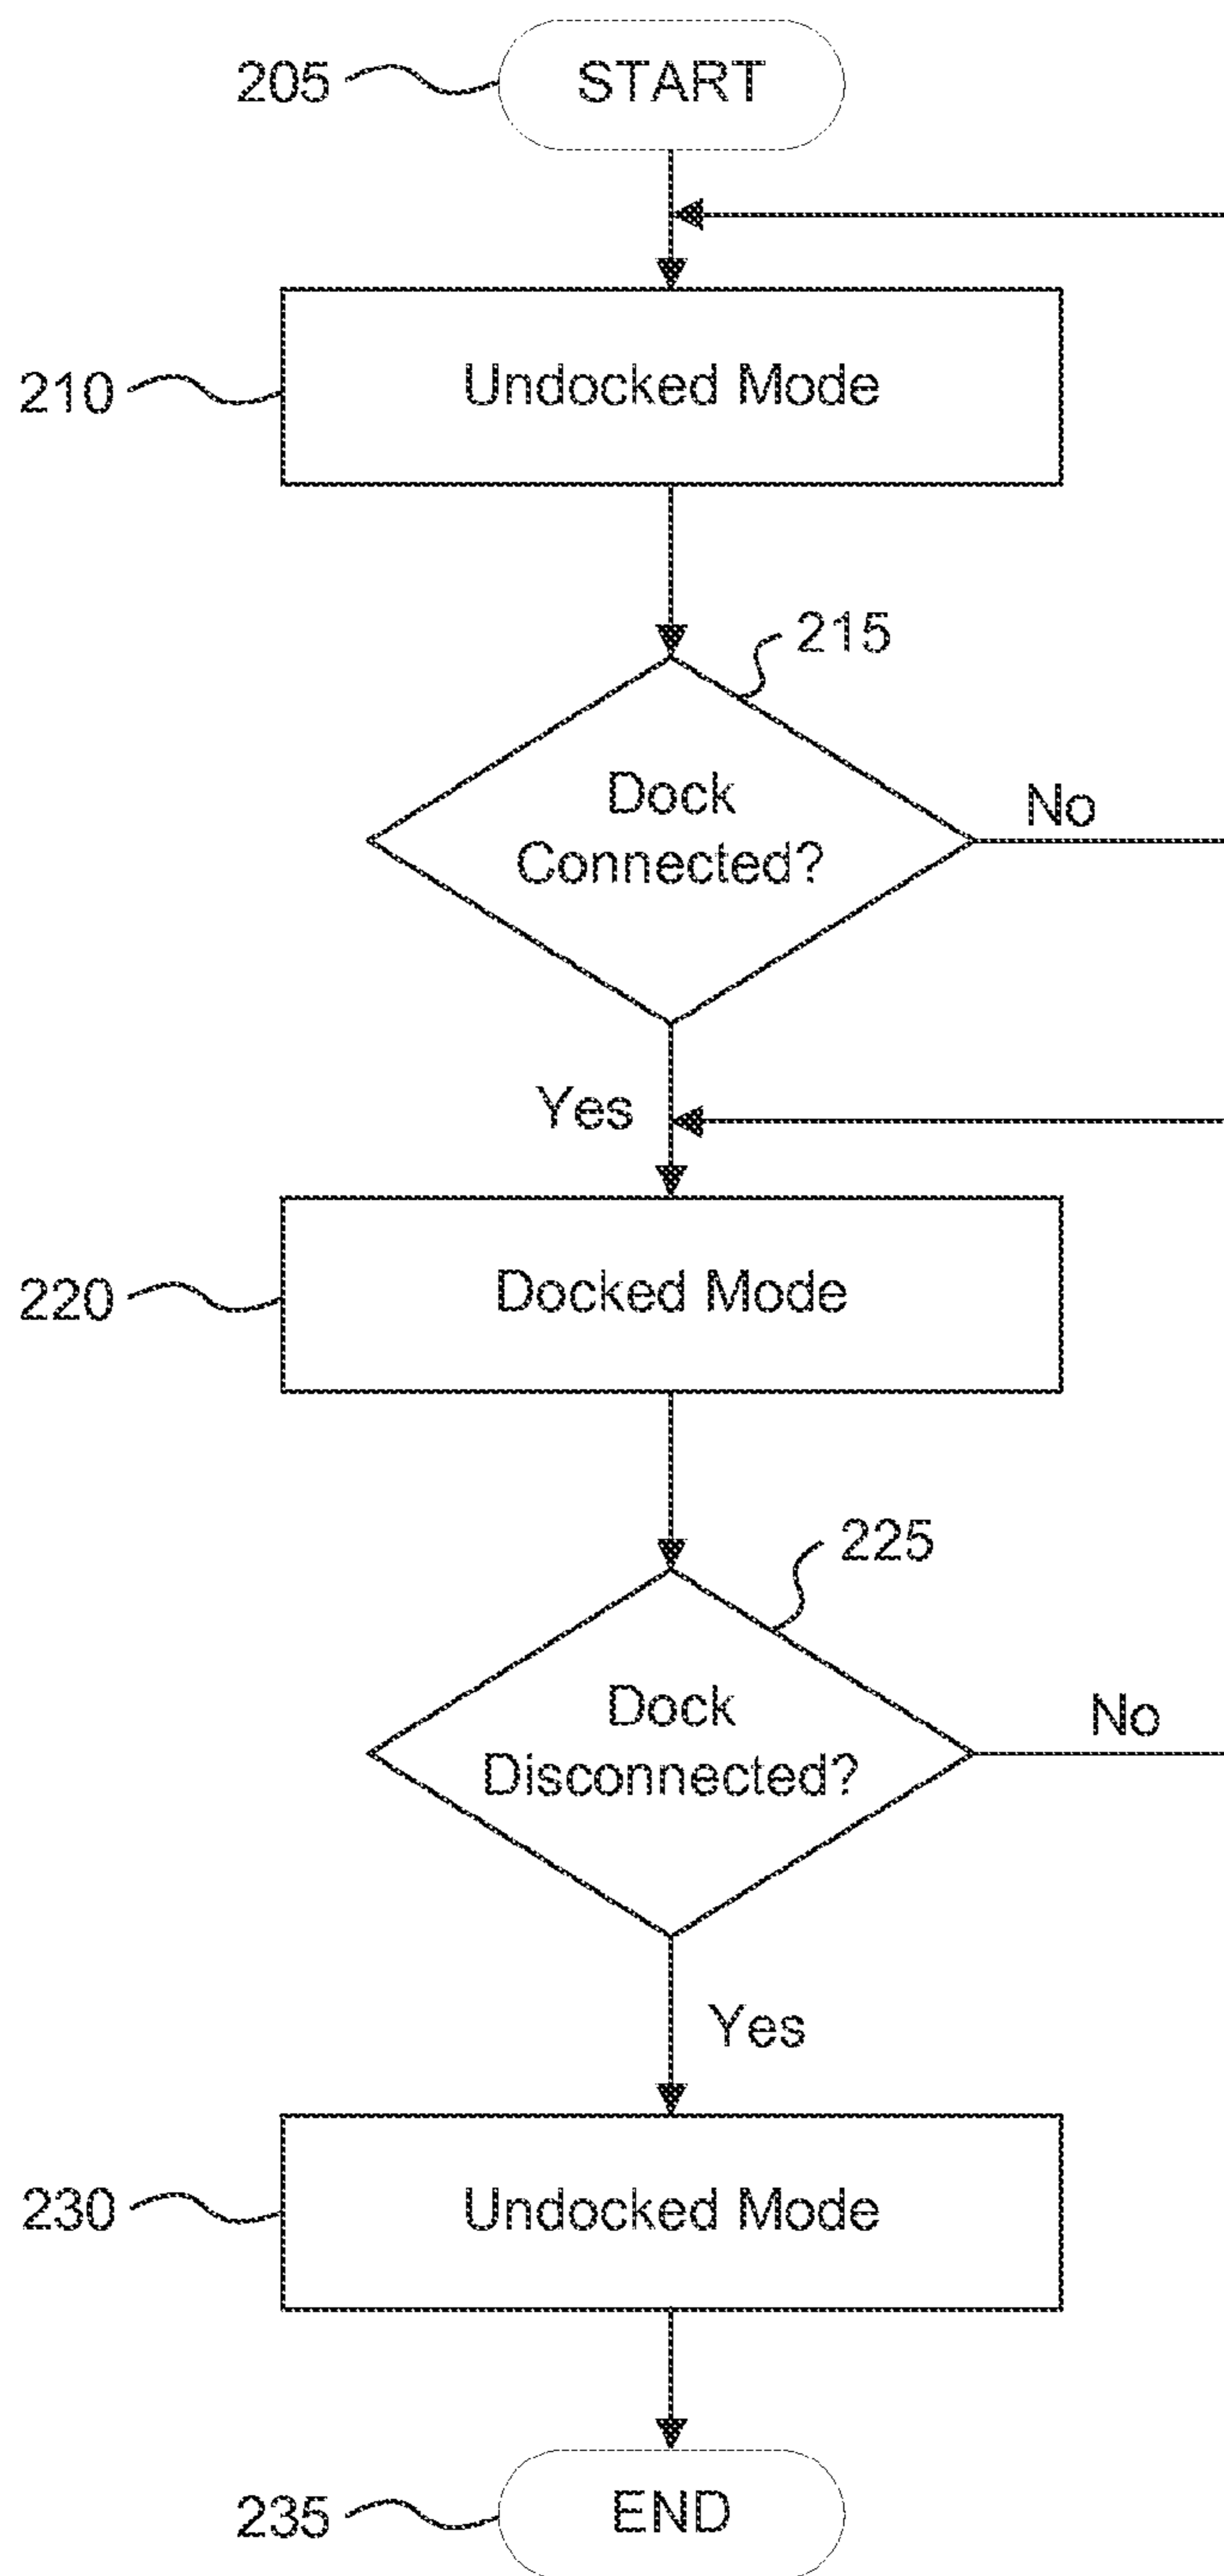 205
START
210
Undocked Mode
215
Dock
Connected?
No
Yes
220
Docked Mode
225
Dock
Disconnected?
No
Yes
230
Undocked Mode
235
END